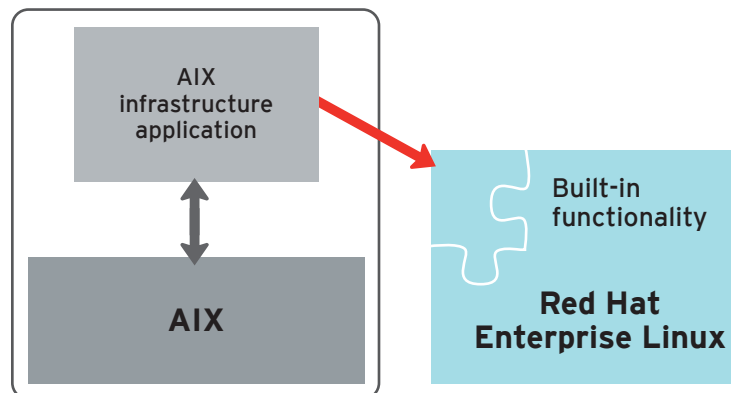 AIX
infrastructure
application
AIX
Built-in
functionality
Red Hat
Enterprise Linux